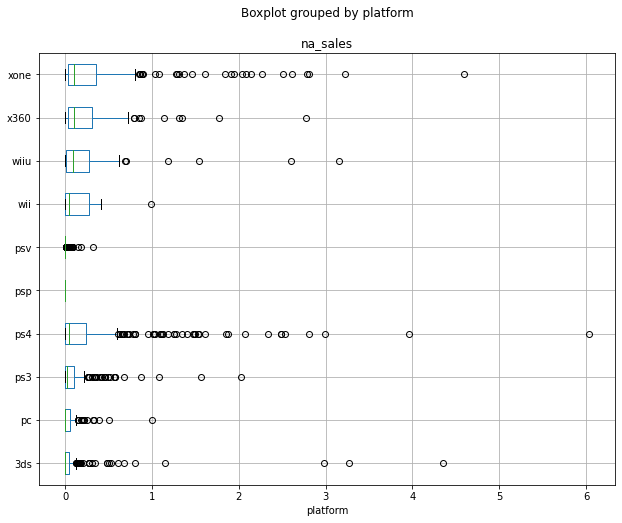 Boxplot grouped by platform
na_sales
xone
x360
wiiu
wii
psv
psp
ps4
ps3
pc
3ds
0 1 2 3 4 5 6
platform